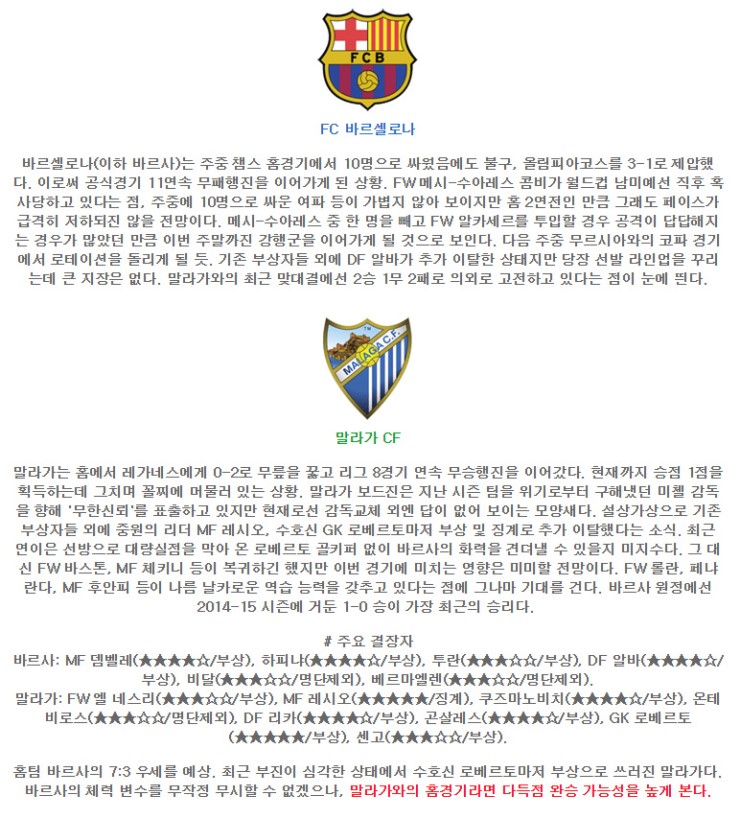 FCB
FC 바르셀로나
바르셀로나(이하 바르사)는 주중 챔스 홈경기에서 10명으로 싸웠음에도 불구, 올림피아코스를 3-1로 제압했
다. 이로써 공식경기 11연속 무패행진을 이어가게 된 상황. FW 메시-수아레스 콤비가 월드컵 남미예선 직후 혹
사당하고 있다는 점, 주중에 10명으로 싸운 여파 등이 가볍지 않아 보이지만 홈 2연전인 만큼 그래도 페이스가
급격히 저하되진 않을 전망이다. 메시-수아레스 중 한 명을 빼고 FW 알카세르를 투입할 경우 공격이 답답해지
는 경우가 많았던 만큼 이번 주말까진 강행군을 이어가게 될 것으로 보인다. 다음 주중 무르시아와의 코파 경기
에서 로테이션을 돌리게 될 듯. 기존 부상자들 외에 DF 알바가 추가 이탈한 상태지만 당장 선발 라인업을 꾸리
는데 큰 지장은 없다. 말라가와의 최근 맞대결에선 2승 1무 2패로 의외로 고전하고 있다는 점이 눈에 띈다.
TM
MALAGA C.F.
말라가 CF
말라가는 홈에서 레가네스에게 0-2로 무릎을 꿇고 리그 8경기 연속 무승행진을 이어갔다. 현재까지 승점 1점을
획득하는데 그치며 꼴찌에 머물러 있는 상황. 말라가 보드진은 지난 시즌 팀을 위기로부터 구해냈던 미첼 감독
을 향해 '무한신뢰'를 표출하고 있지만 현재로선 감독교체 외엔 답이 없어 보이는 모양새다. 설상가상으로 기존
부상자들 외에 중원의 리더 MF 레시오, 수호신 GK 로베르토마저 부상 및 징계로 추가 이탈했다는 소식. 최근
연이은 선방으로 대량실점을 막아 온 로베르토 골키퍼 없이 바르사의 화력을 견뎌낼 수 있을지 미지수다. 그 대
신 FW 바스톤, MF 체키니 등이 복귀하긴 했지만 이번 경기에 미치는 영향은 미미할 전망이다. FW 롤란, 페냐
란다, MF 후안피 등이 나름 날카로운 역습 능력을 갖추고 있다는 점에 그나마 기대를 건다. 바르사 원정에선
2014-15 시즌에 거둔 1-0 승이 가장 최근의 승리다.
# 주요 결장자
바르사: MF 뎀벨레(★★★★☆/부상), 하피냐(★★★★☆/부상), 투란(★★★☆☆/부상), DF 알바(★★★★☆/
부상), 비달(★★★☆☆/명단제외), 베르마엘렌(★★★☆☆/명단제외).
말라가: FW 엘 네스리(★★★☆☆/부상), MF 레시오(★★★★★/징계), 쿠즈마노비치(★★★★☆/부상), 온테
비로스(★★★☆☆/명단제외), DF 리카(★★★★☆/부상), 곤살레스(★★★★☆/부상), GK 로베르토
(★★★★★/부상), 센고(★★★☆☆/부상).
홈팀 바르사의 7:3 우세를 예상. 최근 부진이 심각한 상태에서 수호신 로베르토마저 부상으로 쓰러진 말라가다.
바르사의 체력 변수를 무작정 무시할 수 없겠으나, 말라가와의 홈경기라면 다득점 완승 가능성을 높게 본다.